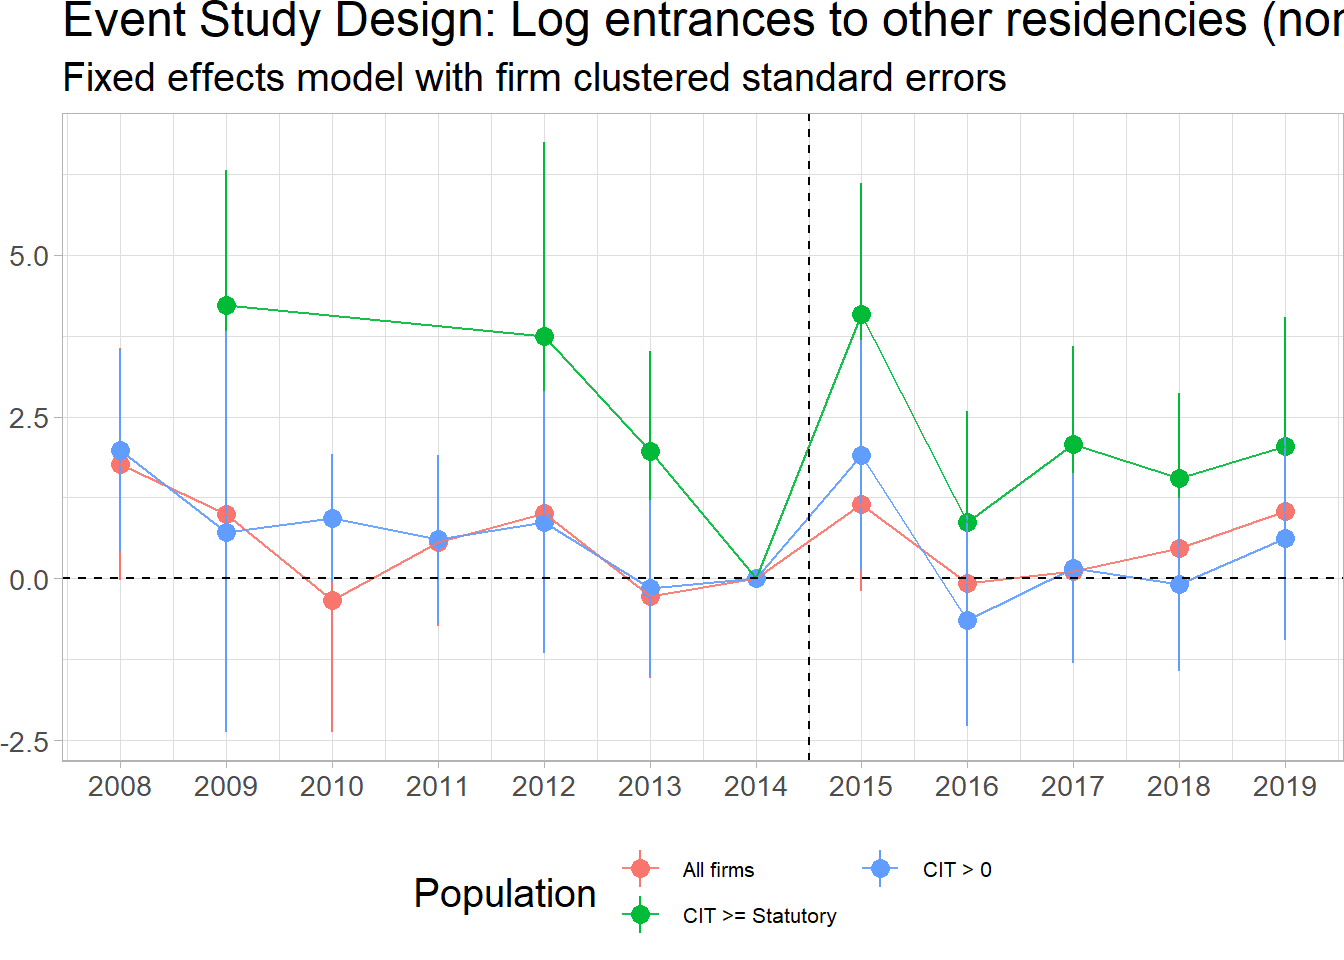 Event Study Design: Log entrances to other residencies
Fixed effects model with firm clustered standard errors
5.0
2.5
0.0
-2.5
2008 2009 2010 2011 2012 2013 2014 2015 2016 2017 2018 2019
Population
All firms
CIT > 0
CIT >= Statutory